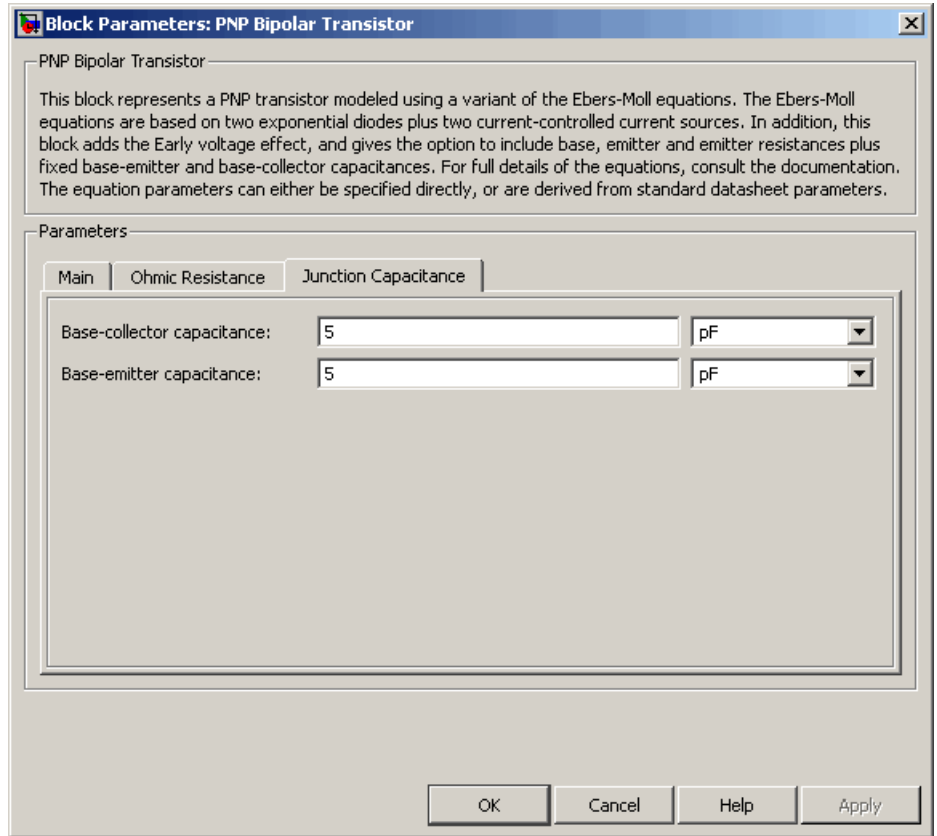 Block Parameters: PNP Bipolar Transistor
PNP Bipolar Transistor
This block represents a PNP transistor modeled using a variant of the Ebers-Moll equations. The Ebers-Moll
equations are based on two exponential diodes plus two current-controlled current sources. In addition, this
block adds the Early voltage effect, and gives the option to include base, emitter and emitter resistances plus
fixed base-emitter and base-collector capacitances. For full details of the equations, consult the documentation.
The equation parameters can either be specified directly, or are derived from standard datasheet parameters.
Parameters
Main Ohmic Resistance Junction Capacitance
Base-collector capacitance: 5 pF
Base-emitter capacitance: 5 pF
OK Cancel Help Apply